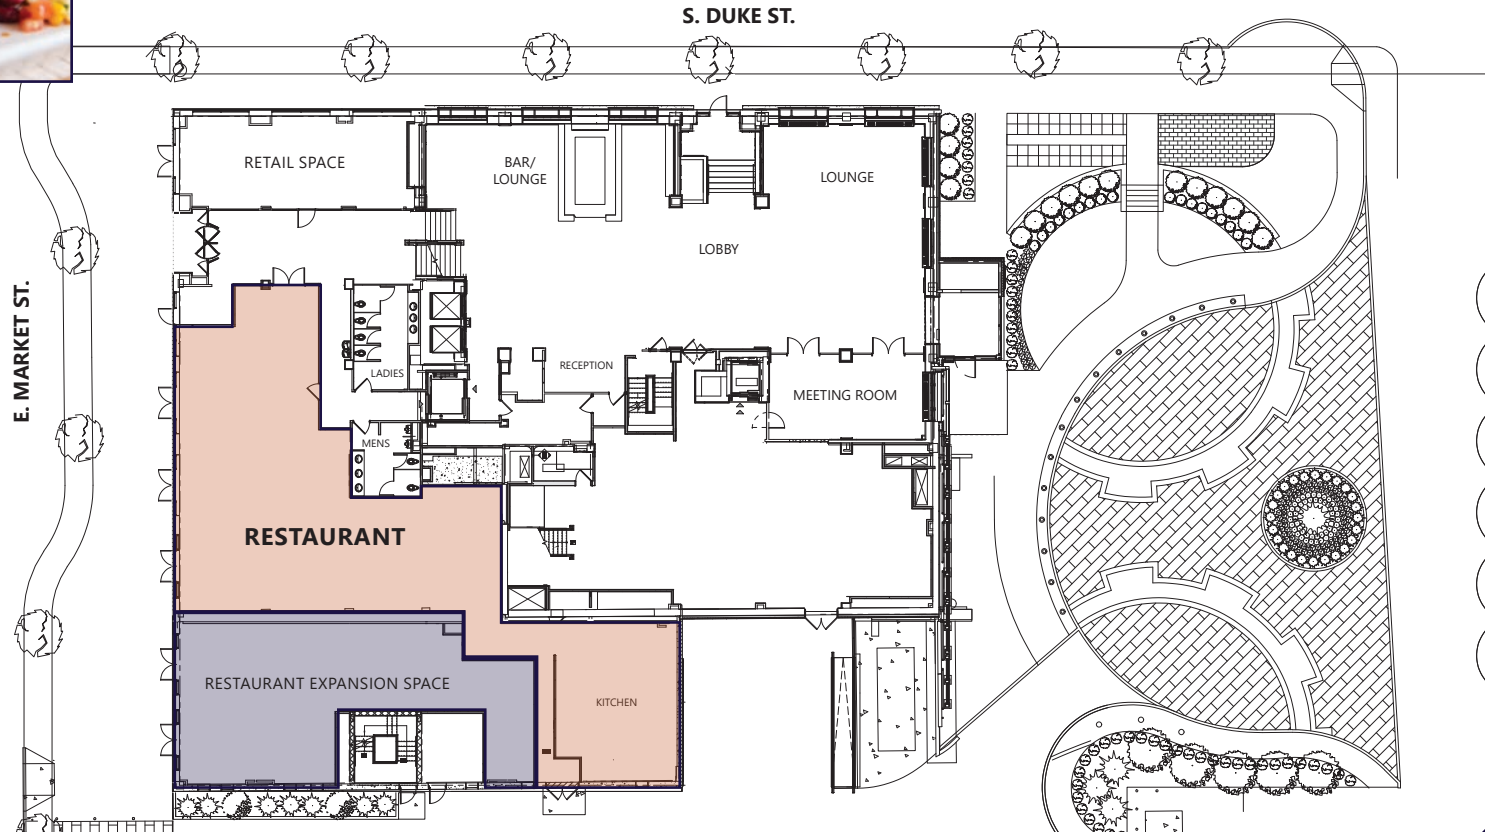 S. DUKE ST.
RETAIL SPACE
BAR/
LOUNGE
LOUNGE
LOBBY
E. MARKET ST.
RECEPTION
LADIES
MEETING ROOM
MENS
RESTAURANT
RESTAURANT EXPANSION SPACE
KITCHEN